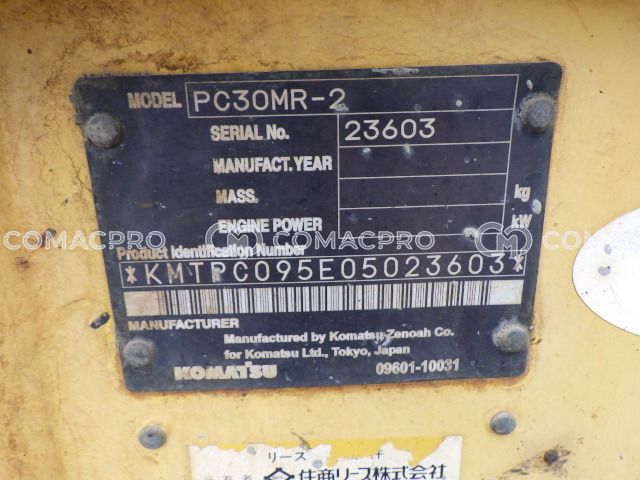 MODEL PC30MR-2
SERIAL No. 23603
MANUFACT. YEAR
MASS. kg
ENGINE POWER kW
COMACPRO CM COMACPRO CM COM
Product Identification Number
*KMTPC095E05023603*
MANUFACTURER
Manufactured by Komatsu Zenoah Co.
for Komatsu Ltd., Tokyo, Japan
KOMATSU 09601-10031
リース
住商リース株式会社